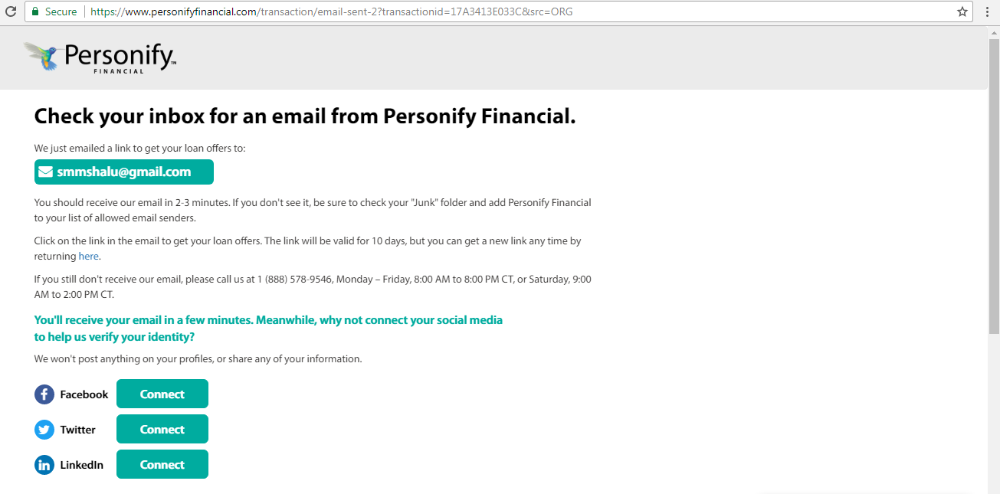 Secure https://www.personifyfinancial.com/transaction/email-sent-2?transactionid=17A3413E033C&src=ORG
Personify™
FINANCIAL
Check your inbox for an email from Personify Financial.
We just emailed a link to get your loan offers to:
smmshalu@gmail.com
You should receive our email in 2-3 minutes. If you don't see it, be sure to check your "Junk" folder and add Personify Financial
to your list of allowed email senders.
Click on the link in the email to get your loan offers. The link will be valid for 10 days, but you can get a new link any time by
returning here.
If you still don't receive our email, please call us at 1 (888) 578-9546, Monday – Friday, 8:00 AM to 8:00 PM CT, or Saturday, 9:00
AM to 2:00 PM CT.
You'll receive your email in a few minutes. Meanwhile, why not connect your social media
to help us verify your identity?
We won't post anything on your profiles, or share any of your information.
Facebook Connect
Twitter Connect
LinkedIn Connect